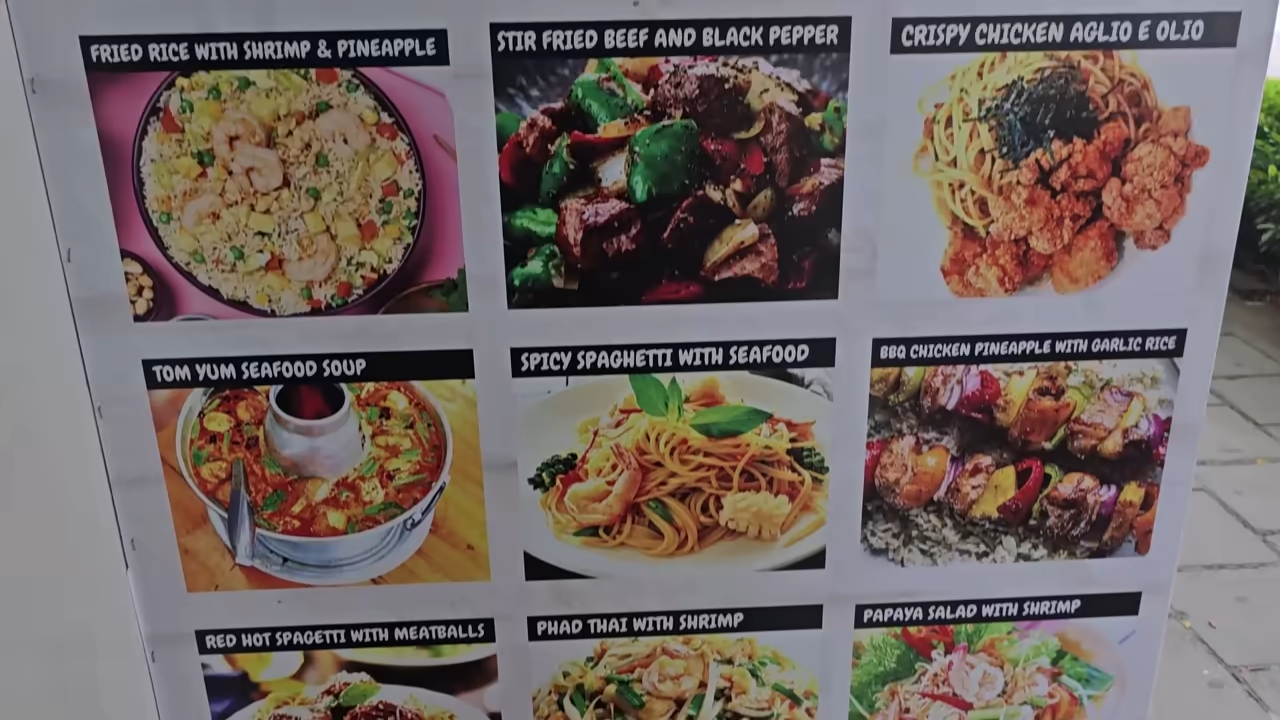 FRIED RICE WITH SHRIMP & PINEAPPLE
STIR FRIED BEEF AND BLACK PEPPER
CRISPY CHICKEN AGLIO E OLIO
TOM YUM SEAFOOD SOUP
SPICY SPAGHETTI WITH SEAFOOD
BBQ CHICKEN PINEAPPLE WITH GARLIC RICE
RED HOT SPAGETTI WITH MEATBALLS
PHAD THAI WITH SHRIMP
PAPAYA SALAD WITH SHRIMP